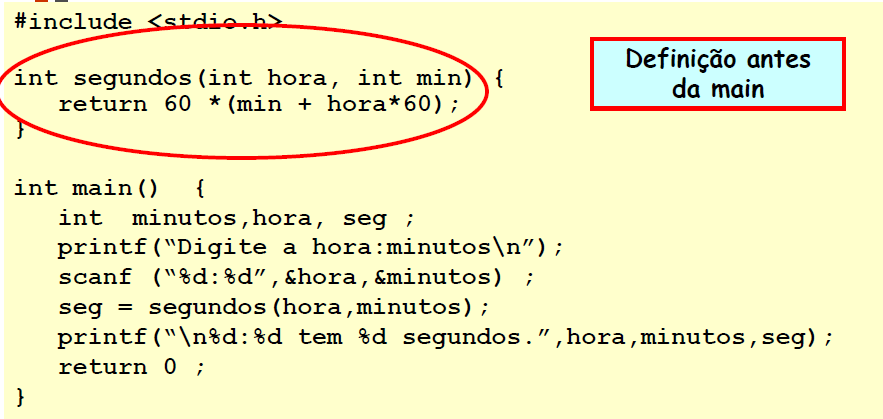 #include <stdio.h>
int segundos(int hora, int min) {
   return 60 *(min + hora*60);
}
Definição antes
da main
int main()  {
   int  minutos,hora, seg ;
   printf(“Digite a hora:minutos\n”);
   scanf (“%d:%d”,&hora,&minutos) ;
   seg = segundos(hora,minutos);
   printf(“\n%d:%d tem %d segundos.”,hora,minutos,seg);
   return 0 ;
}